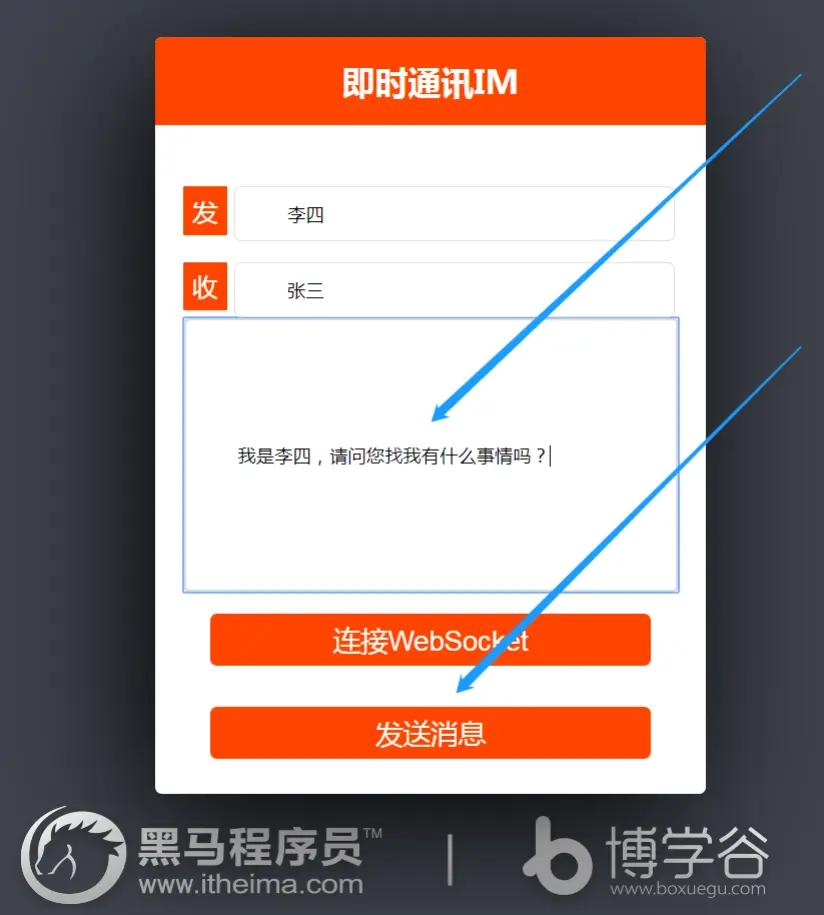 即时通讯IM
发
李四
收
张三
我是李四，请问您找我有什么事情吗？
连接WebSocket
发送消息
黑马程序员™
www.itheima.com
博学谷
www.boxuegu.com